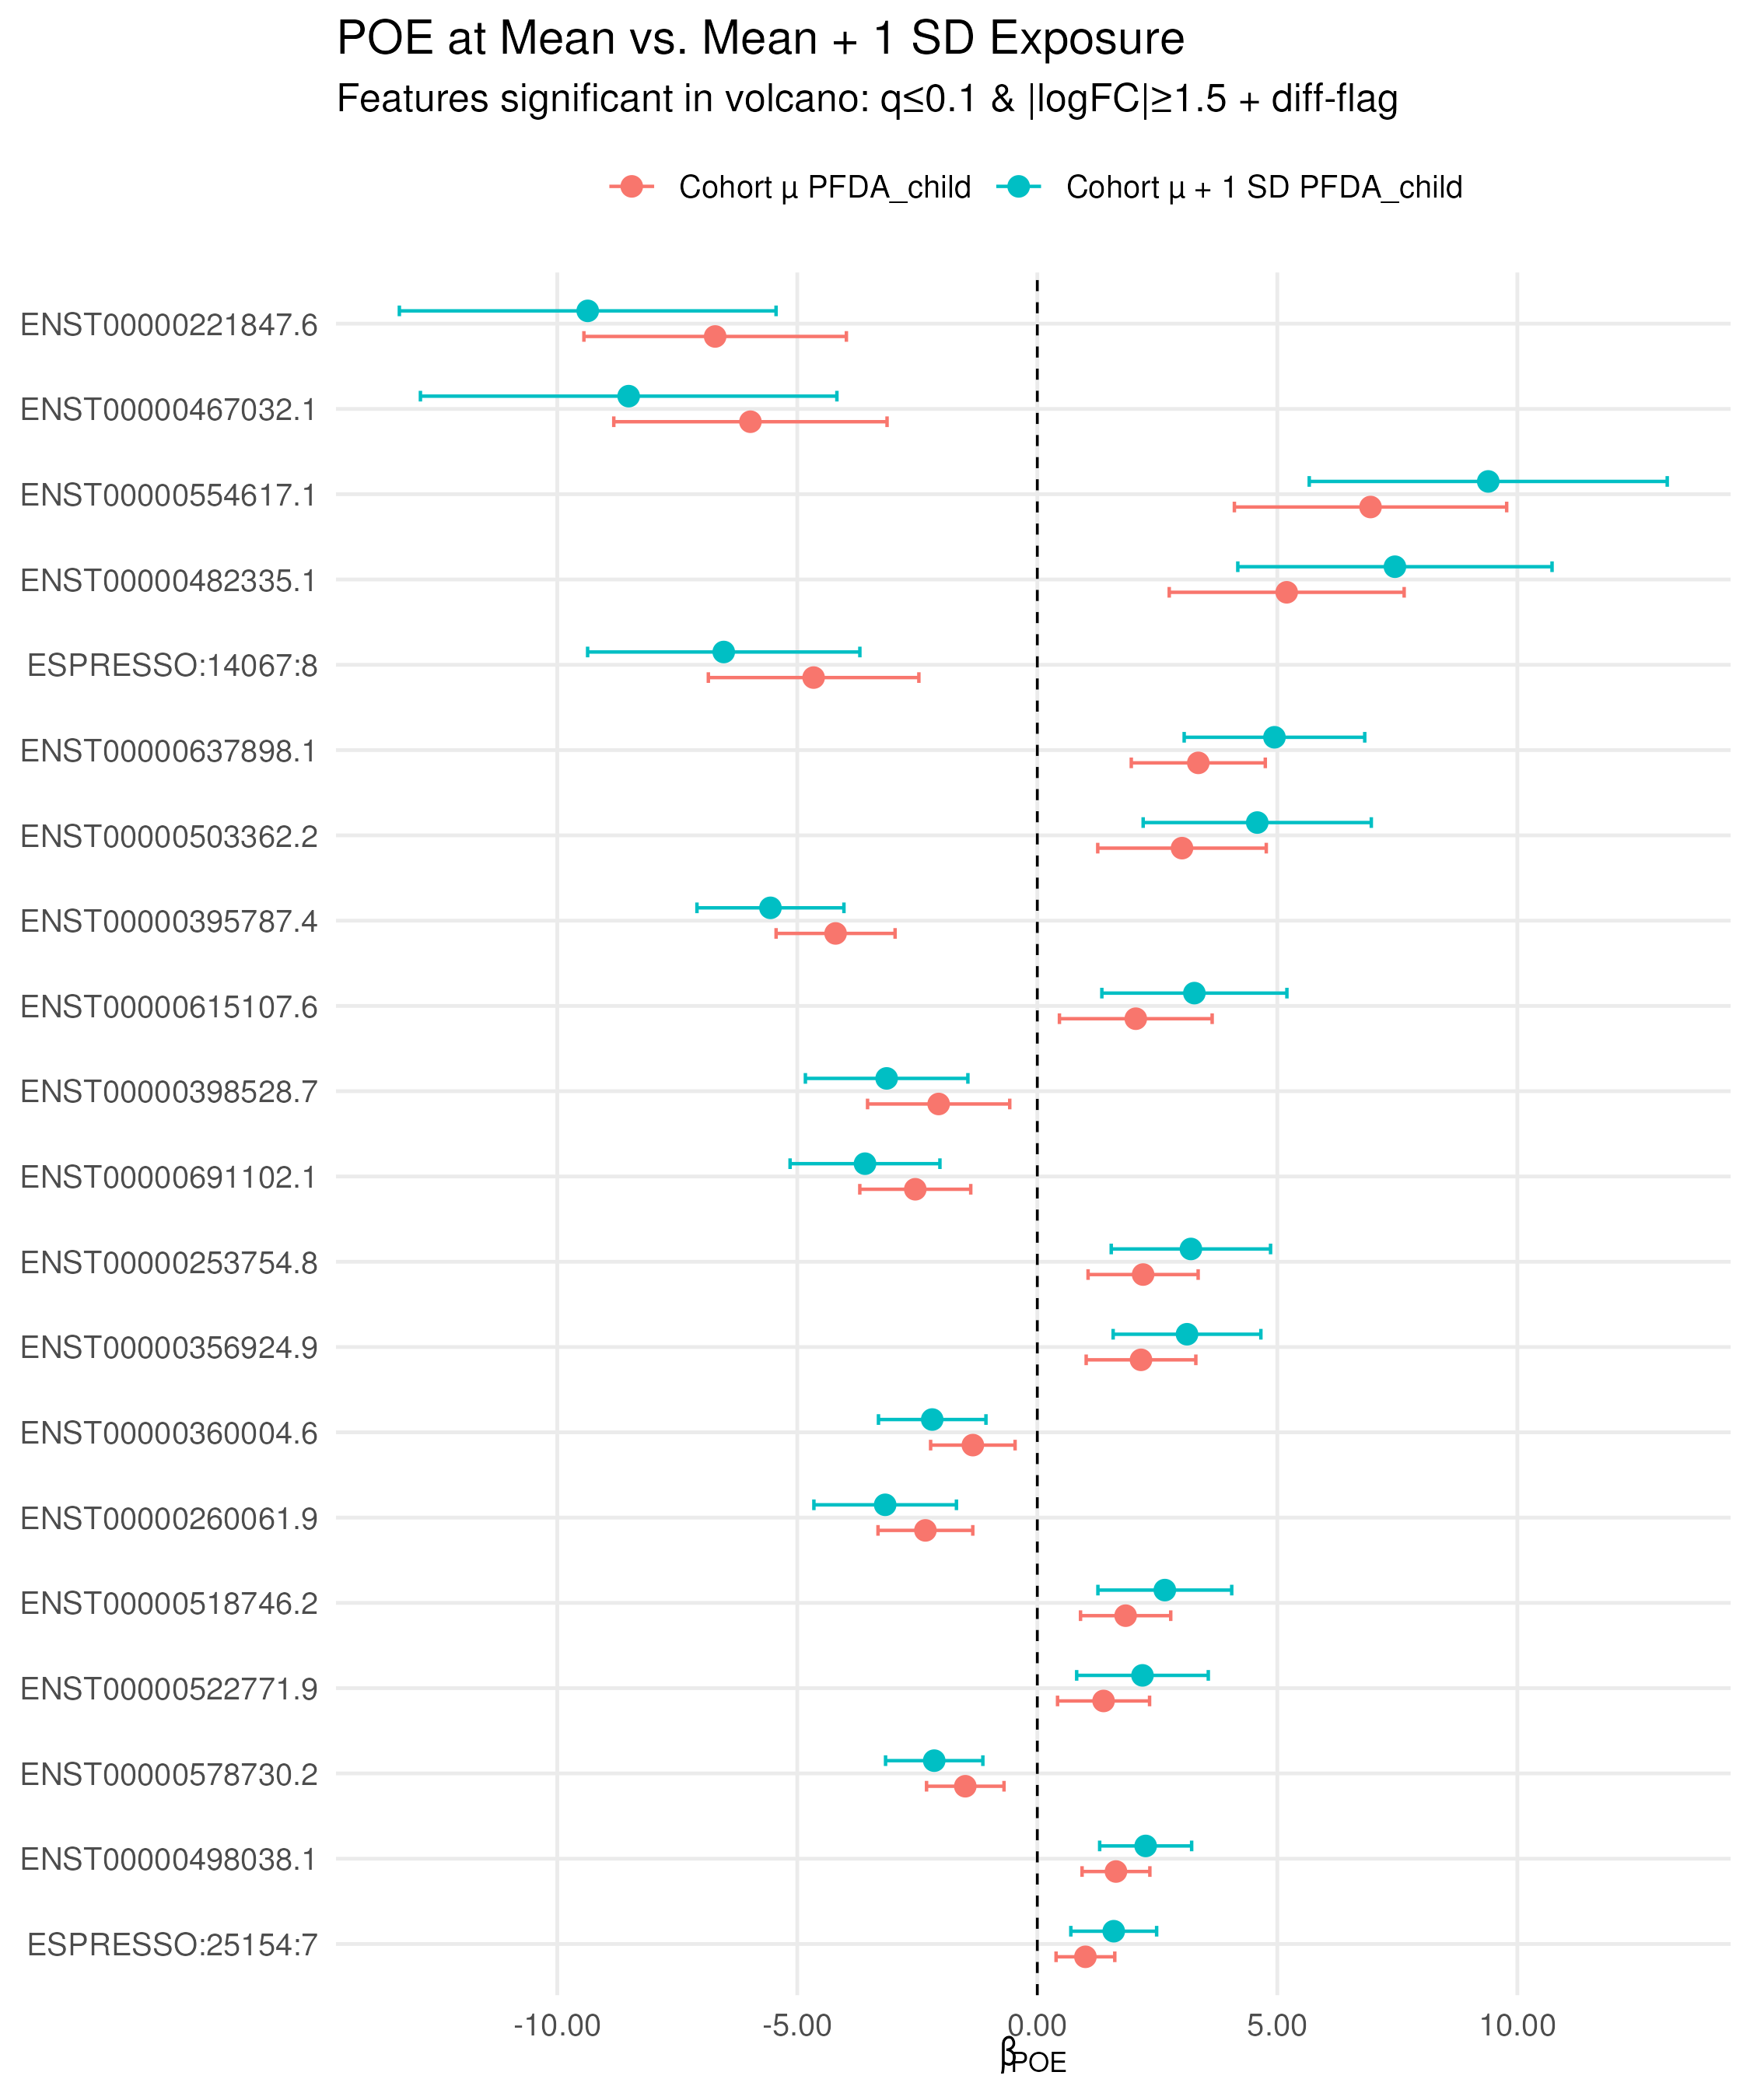 POE at Mean vs. Mean + 1 SD Exposure
Features significant in volcano: q≤0.1 & |logFC|≥1.5 + diff-flag
Cohort μ PFDA_child Cohort μ + 1 SD PFDA_child
ENST00000221847.6
ENST00000467032.1
ENST00000554617.1
ENST00000482335.1
ESPRESSO:14067:8
ENST00000637898.1
ENST00000503362.2
ENST00000395787.4
ENST00000615107.6
ENST00000398528.7
ENST00000691102.1
ENST00000253754.8
ENST00000356924.9
ENST00000360004.6
ENST00000260061.9
ENST00000518746.2
ENST00000522771.9
ENST00000578730.2
ENST00000498038.1
ESPRESSO:25154:7
-10.00 -5.00 0.00 5.00 10.00
βPOE